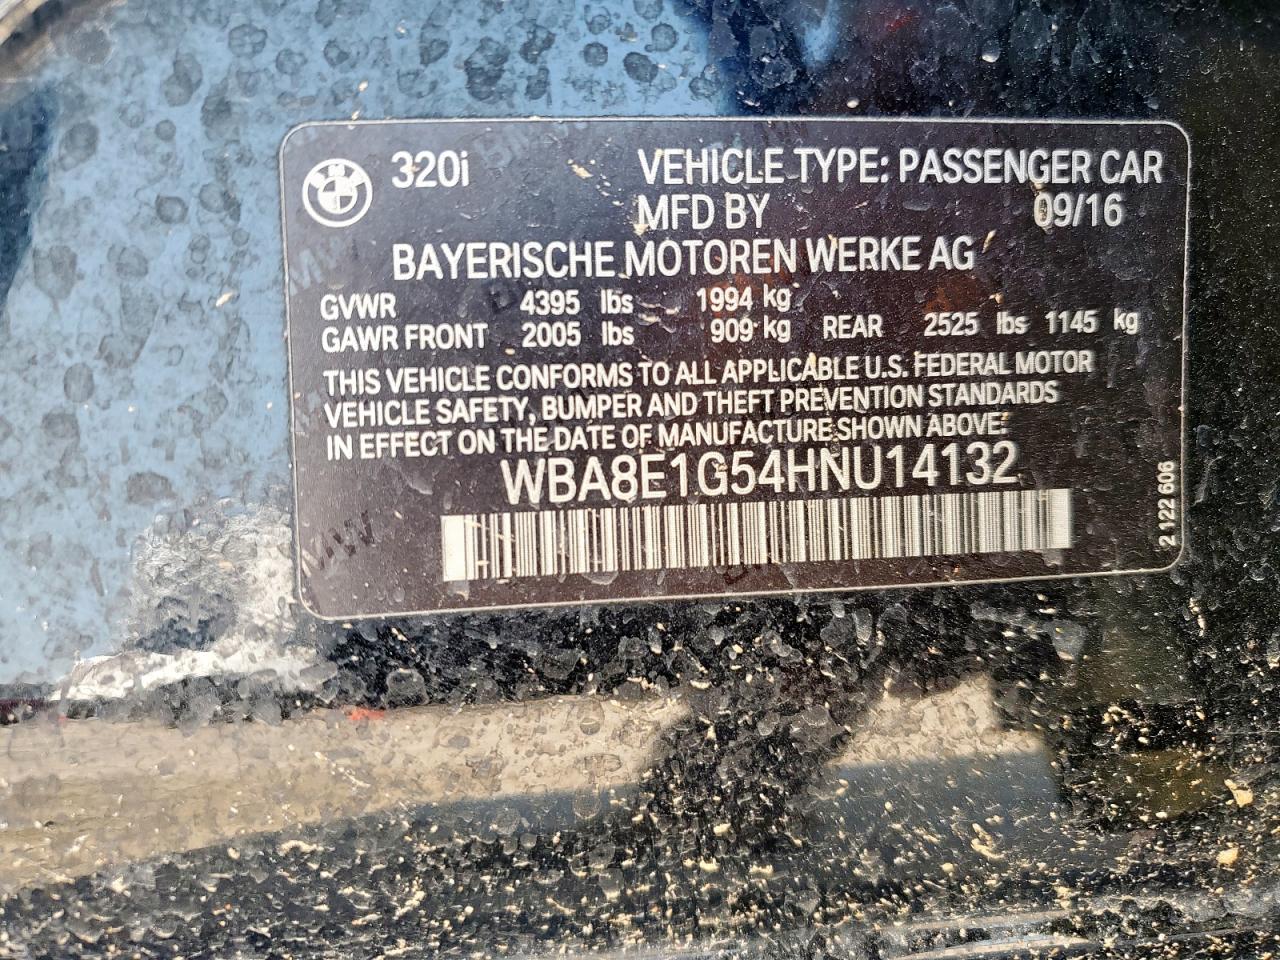 320i VEHICLE TYPE: PASSENGER CAR
MFD BY 09/16
BAYERISCHE MOTOREN WERKE AG
GVWR 4395 lbs 1994 kg
GAWR FRONT 2005 lbs 909 kg REAR 2525 lbs 1145 kg
THIS VEHICLE CONFORMS TO ALL APPLICABLE U.S. FEDERAL MOTOR
VEHICLE SAFETY, BUMPER AND THEFT PREVENTION STANDARDS
IN EFFECT ON THE DATE OF MANUFACTURE SHOWN ABOVE:
WBA8E1G54HNU14132
2 122 606